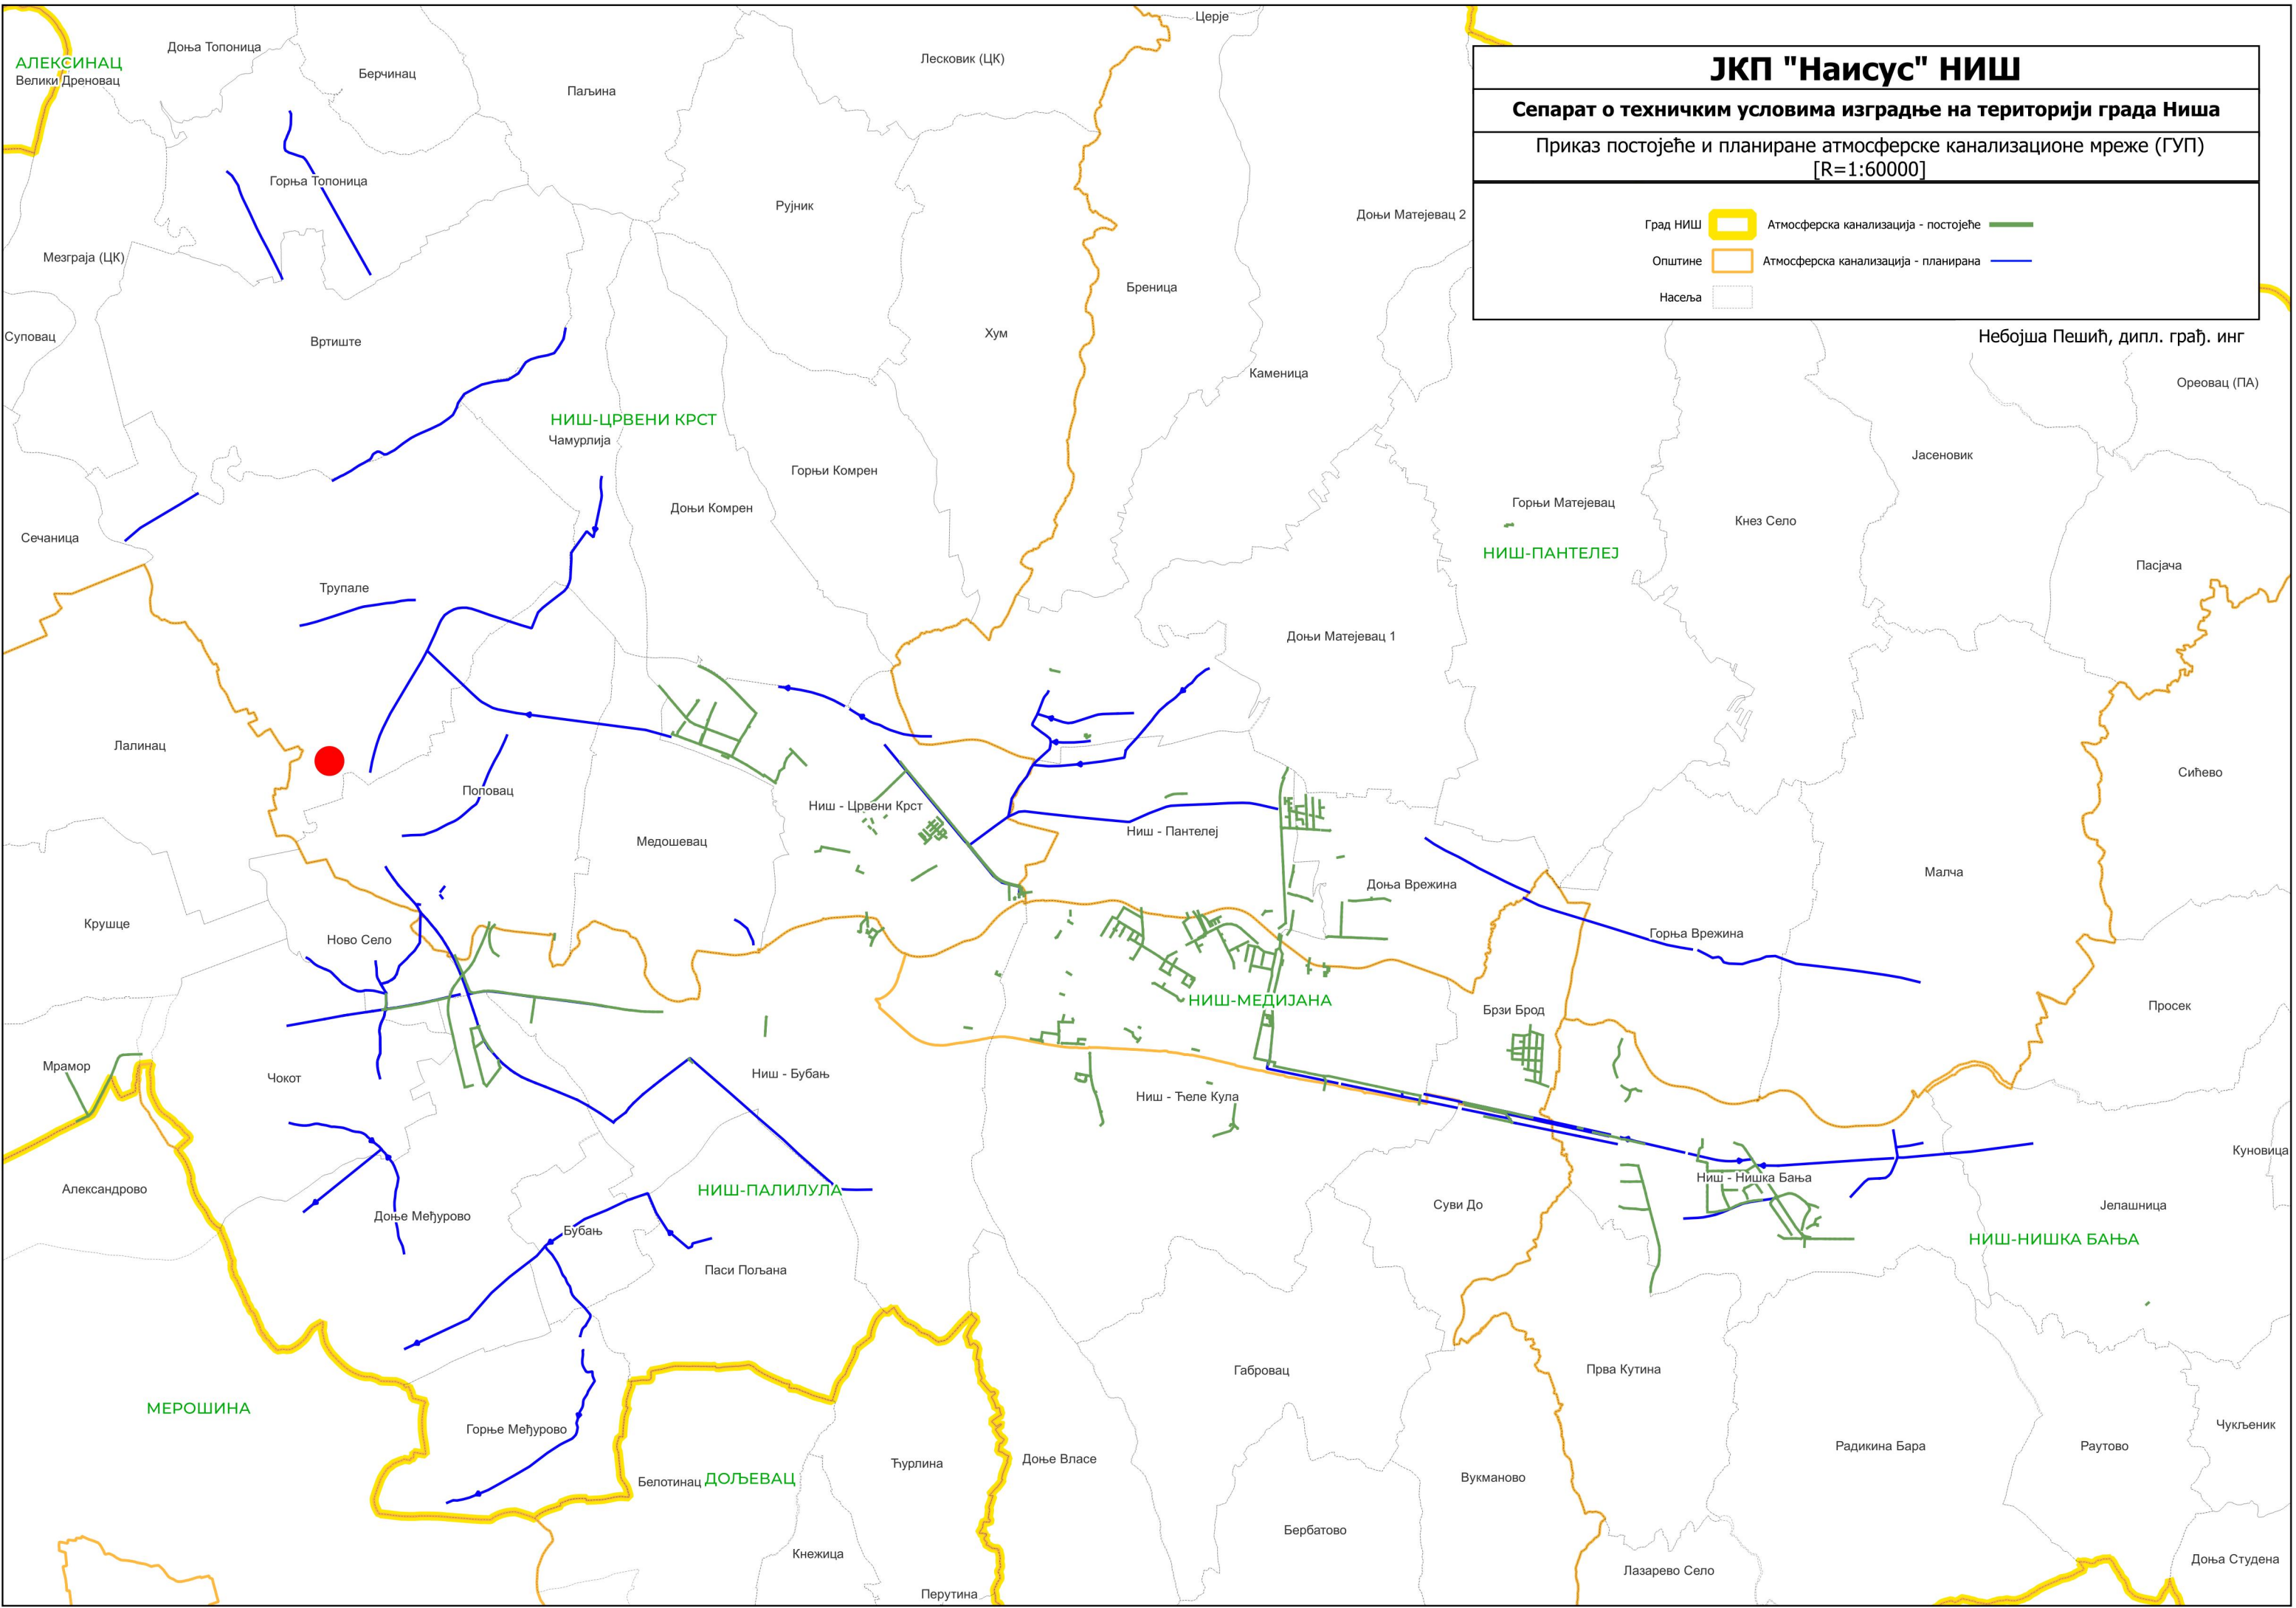 ЈКП "Наисус" НИШ
Сепарат о техничким условима изградње на територији града Ниша
Приказ постојеће и планиране атмосферске канализационе мреже (ГУП)
[R=1:60000]
Град НИШ
Атмосферска канализација - постојеће
Општине
Атмосферска канализација - планирана
Насеља
Небојша Пешић, дипл. грађ. инг
Церје
Доња Топоница
АЛЕКСИНАЦ
Велики Дреновац
Берчинац
Паљина
Лесковик (ЦК)
Горња Топоница
Рујник
Доњи Матејевац 2
Мезграја (ЦК)
Бреница
Суповац
Вртиште
Хум
Каменица
Ореовац (ПА)
НИШ-ЦРВЕНИ КРСТ
Чамурлија
Горњи Комрен
Јасеновик
Доњи Комрен
Горњи Матејевац
Кнез Село
Сечаница
НИШ-ПАНТЕЛЕЈ
Пасјача
Трупале
Доњи Матејевац 1
Лалинац
Сићево
Поповац
Ниш - Црвени Крст
Медошевац
Ниш - Пантелеј
Доња Врежина
Малча
Крушце
Ново Село
Горња Врежина
НИШ-МЕДИЈАНА
Брзи Брод
Просек
Мрамор
Чокот
Ниш - Бубањ
Ниш - Ћеле Кула
Куновица
Ниш - Нишка Бања
Александрово
НИШ-ПАЛИЛУЛА
Суви До
Јелашница
Доње Међурово
Бубањ
НИШ-НИШКА БАЊА
Паси Пољана
Габровац
Прва Кутина
МЕРОШИНА
Горње Међурово
Чукљеник
Радикина Бара
Раутово
Ћурлина
Доње Власе
Белотинац
ДОЉЕВАЦ
Вукманово
Бербатово
Кнежица
Доња Студена
Лазарево Село
Перутина